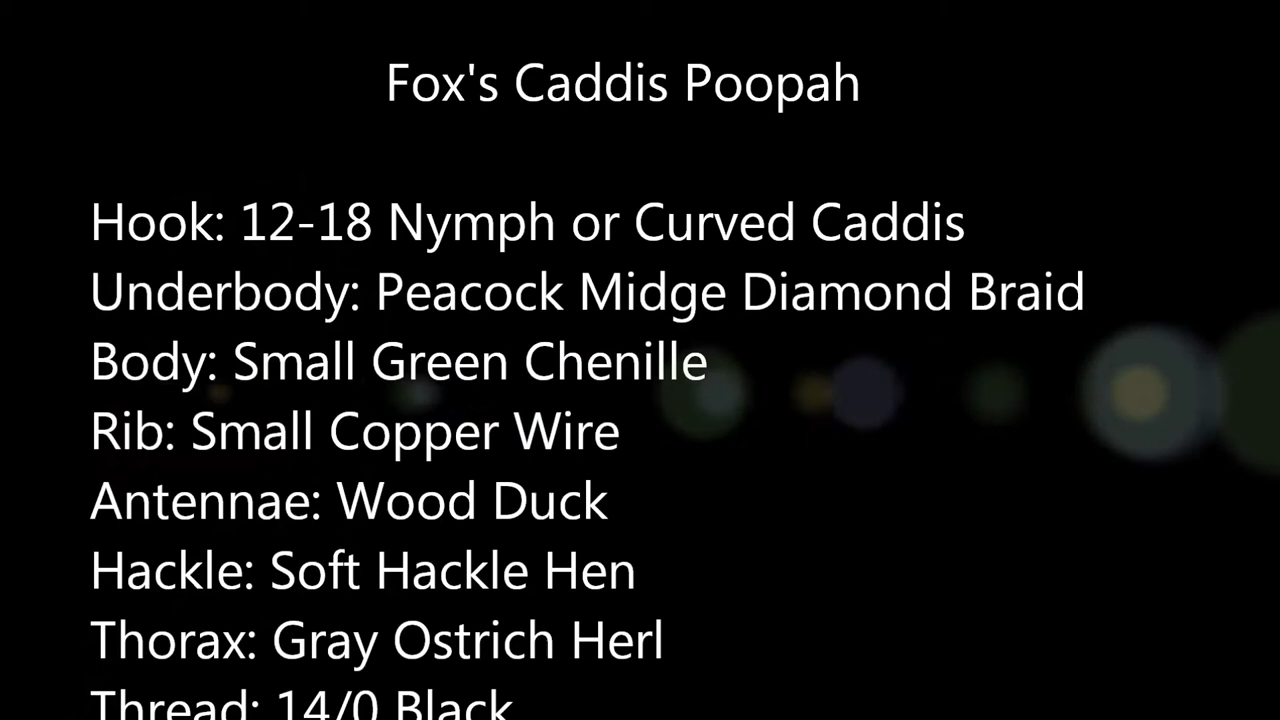 Fox's Caddis Poopah
Hook: 12-18 Nymph or Curved Caddis
Underbody: Peacock Midge Diamond Braid
Body: Small Green Chenille
Rib: Small Copper Wire
Antennae: Wood Duck
Hackle: Soft Hackle Hen
Thorax: Gray Ostrich Herl
Thread: 14/0 Black